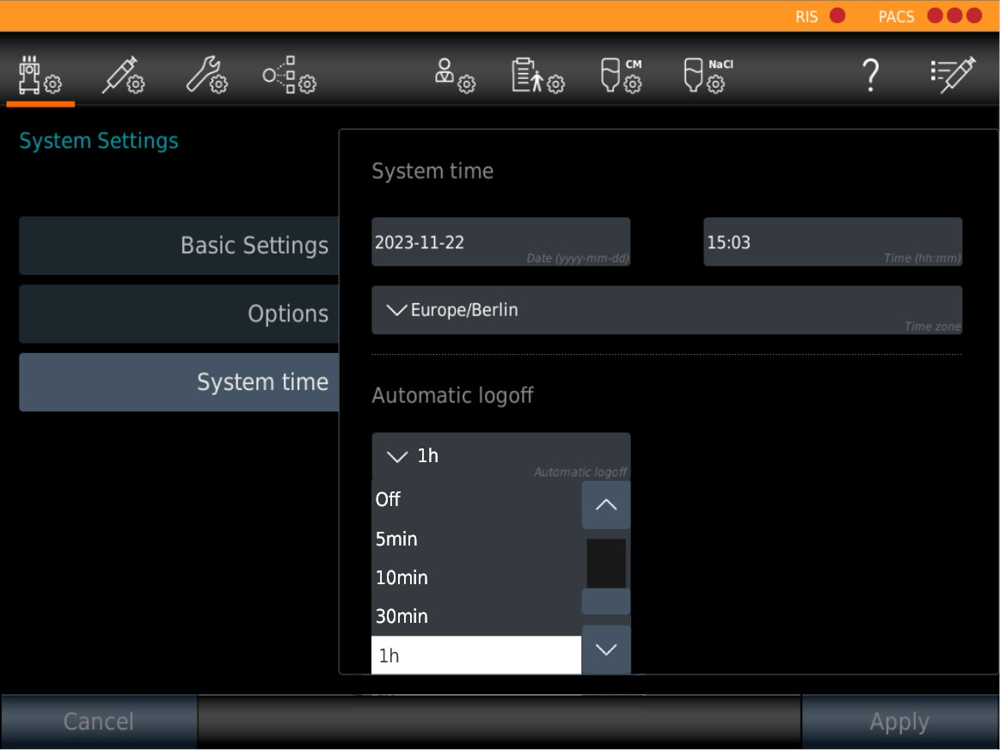 RIS PACS
CM NaCl ?
System Settings
System time
Basic Settings
2023-11-22 Date (yyyy-mm-dd) 15:03 Time (hh:mm)
Options
Europe/Berlin Time zone
System time
Automatic logoff
1h Automatic logoff
Off
5min
10min
30min
1h
Cancel Apply